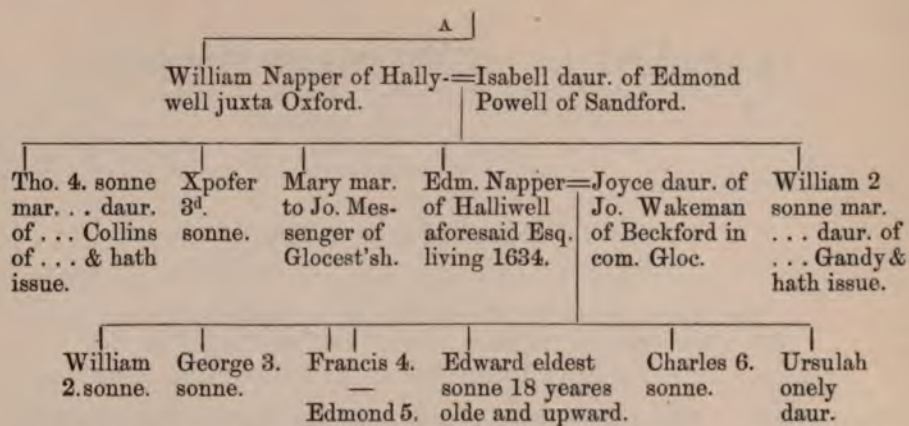 A
William Napper of Hally-=Isabell daur. of Edmond
well juxta Oxford. Powell of Sandford.
Tho. 4. sonne
mar. . . daur.
of . . . Collins
of . . . & hath
issue.
Xpofer
3d.
sonne.
Mary mar.
to Jo. Mes-
senger of
Glocest'sh.
Edm. Napper=Joyce daur. of
of Halliwell Jo. Wakeman
aforesaid Esq. of Beckford in
living 1634. com. Gloc.
William 2
sonne mar.
. . . daur. of
. . . Gandy &
hath issue.
William
2. sonne.
George 3.
sonne.
Francis 4.
—
Edmond 5.
Edward eldest
sonne 18 yeares
olde and upward.
Charles 6.
sonne.
Ursulah
onely
daur.